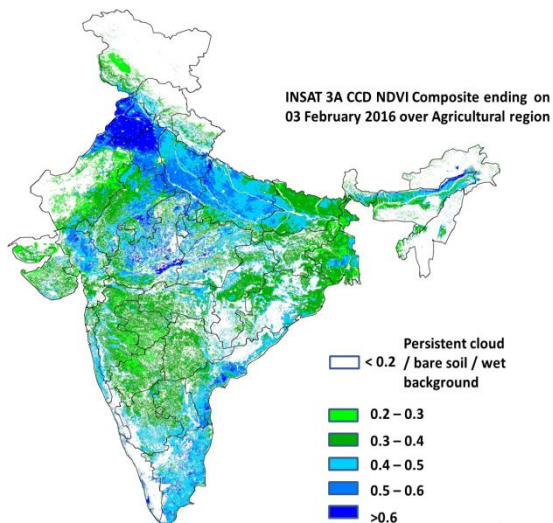 INSAT 3A CCD NDVI Composite ending on
03 February 2016 over Agricultural region
< 0.2 Persistent cloud
/ bare soil / wet
background
0.2 – 0.3
0.3 – 0.4
0.4 – 0.5
0.5 – 0.6
>0.6